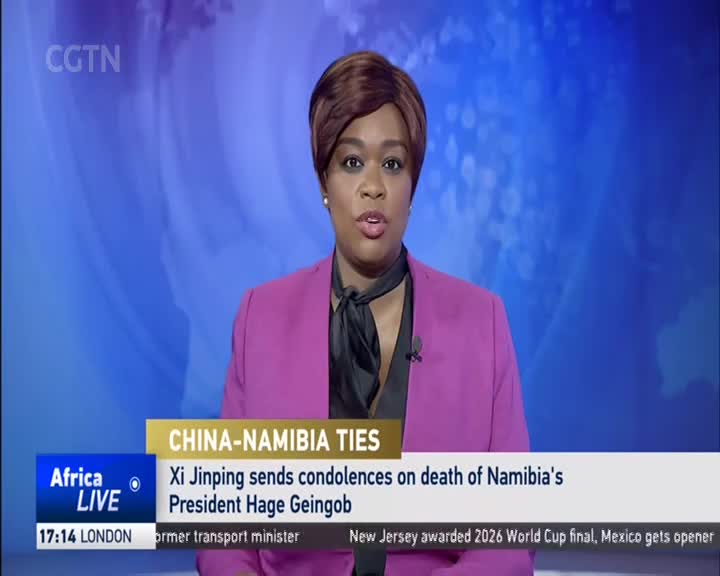 CGTN
CHINA-NAMIBIA TIES
Africa
LIVE
Xi Jinping sends condolences on death of Namibia's
President Hage Geingob
17:14 LONDON
ormer transport minister New Jersey awarded 2026 World Cup final, Mexico gets opener